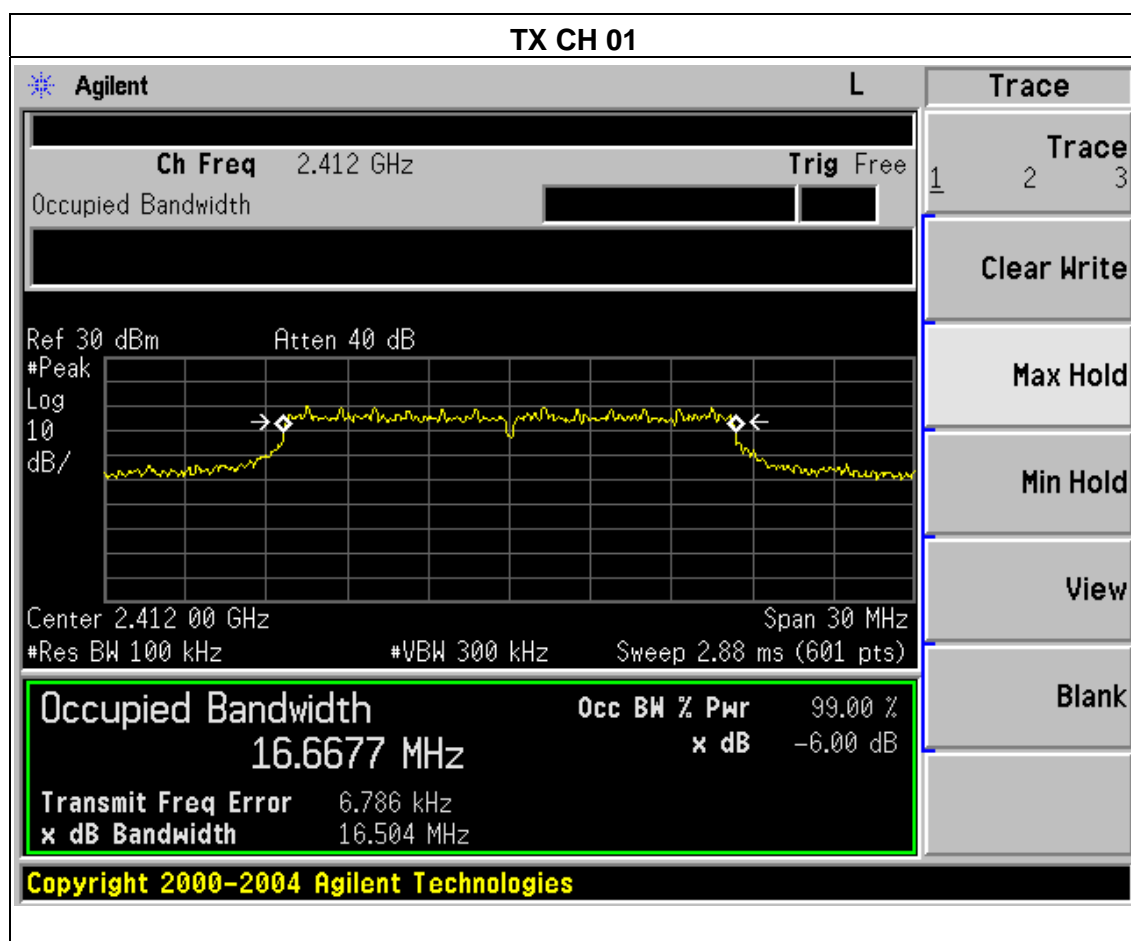 TX CH 01
Agilent L Trace
Ch Freq 2.412 GHz Trig Free
Occupied Bandwidth
Trace
1 2 3
Clear Write
Max Hold
Min Hold
View
Blank
Ref 30 dBm Atten 40 dB
#Peak
Log
10
dB/
Center 2.412 00 GHz Span 30 MHz
#Res BW 100 kHz #VBW 300 kHz Sweep 2.88 ms (601 pts)
Occupied Bandwidth Occ BW % Pwr 99.00 %
16.6677 MHz x dB -6.00 dB
Transmit Freq Error 6.786 kHz
x dB Bandwidth 16.504 MHz
Copyright 2000-2004 Agilent Technologies